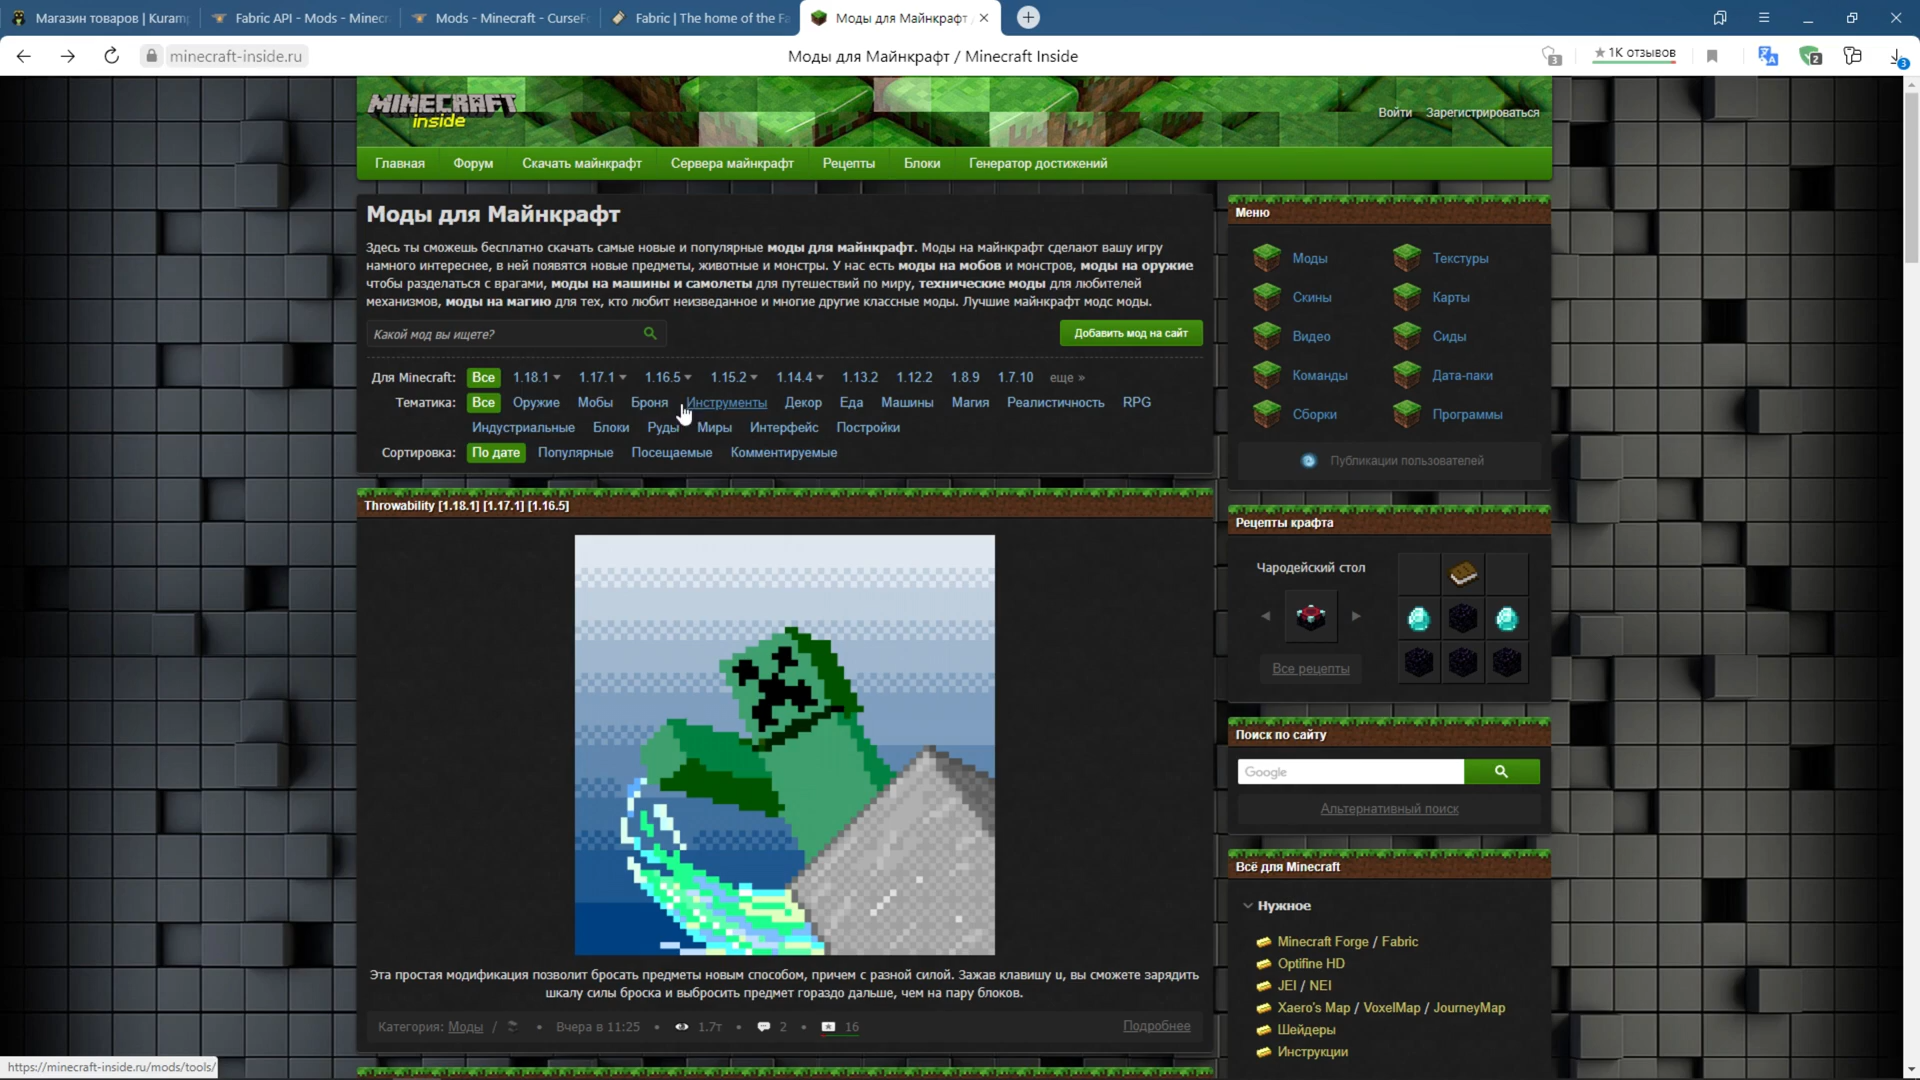 Магазин товаров | Kuram
Fabric API - Mods - Minec
Mods - Minecraft - CurseF
Fabric | The home of the Fa
Моды для Майнкрафт
minecraft-inside.ru
Моды для Майнкрафт / Minecraft Inside
3
★ 1K отзывов
2
3
MINECRAFT
inside
Войти Зарегистрироваться
Главная Форум Скачать майнкрафт Сервера майнкрафт Рецепты Блоки Генератор достижений
Моды для Майнкрафт
Здесь ты сможешь бесплатно скачать самые новые и популярные моды для майнкрафт. Моды на майнкрафт сделают вашу игру
намного интереснее, в ней появятся новые предметы, животные и монстры. У нас есть моды на мобов и монстров, моды на оружие
чтобы разделаться с врагами, моды на машины и самолеты для путешествий по миру, технические моды для любителей
механизмов, моды на магию для тех, кто любит неизведанное и многие другие классные моды. Лучшие майнкрафт модс моды.
Какой мод вы ищете?
Добавить мод на сайт
Для Minecraft: Все 1.18.1 1.17.1 1.16.5 1.15.2 1.14.4 1.13.2 1.12.2 1.8.9 1.7.10 еще »
Тематика: Все Оружие Мобы Броня Инструменты Декор Еда Машины Магия Реалистичность RPG
Индустриальные Блоки Руды Миры Интерфейс Постройки
Сортировка: По дате Популярные Посещаемые Комментируемые
Throwability [1.18.1] [1.17.1] [1.16.5]
Эта простая модификация позволит бросать предметы новым способом, причем с разной силой. Зажав клавишу u, вы сможете зарядить
шкалу силы броска и выбросить предмет гораздо дальше, чем на пару блоков.
Категория: Моды / • Вчера в 11:25 • 1.7т • 2 • 16
Подробнее
Меню
Моды Текстуры
Скины Карты
Видео Сиды
Команды Дата-паки
Сборки Программы
Публикации пользователей
Рецепты крафта
Чародейский стол
Все рецепты
Поиск по сайту
Google
Альтернативный поиск
Всё для Minecraft
Нужное
Minecraft Forge / Fabric
Optifine HD
JEI / NEI
Xaero's Map / VoxelMap / JourneyMap
Шейдеры
Инструкции
https://minecraft-inside.ru/mods/tools/